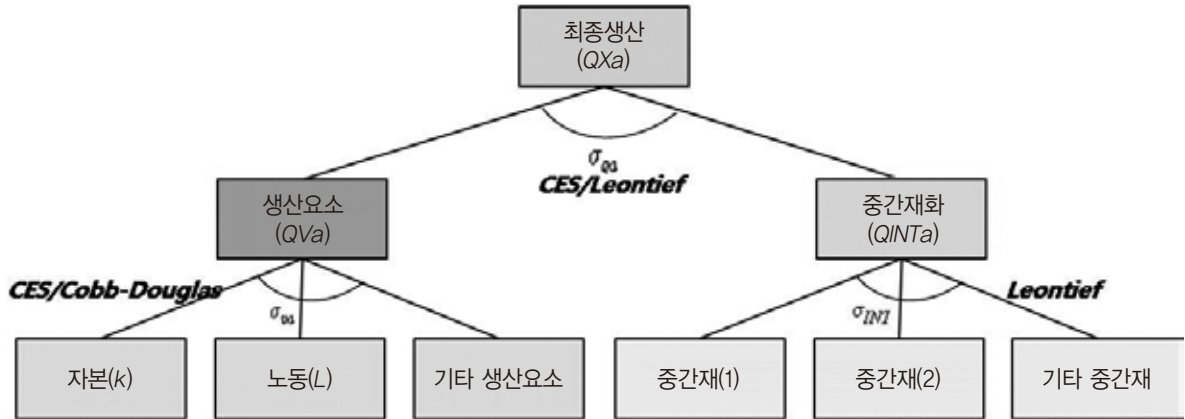 최종생산
(QXa)
σqa
CES/Leontief
생산요소
(QVa)
중간재화
(QINTa)
CES/Cobb-Douglas
σva
σINT
Leontief
자본(k)
노동(L)
기타 생산요소
중간재(1)
중간재(2)
기타 중간재